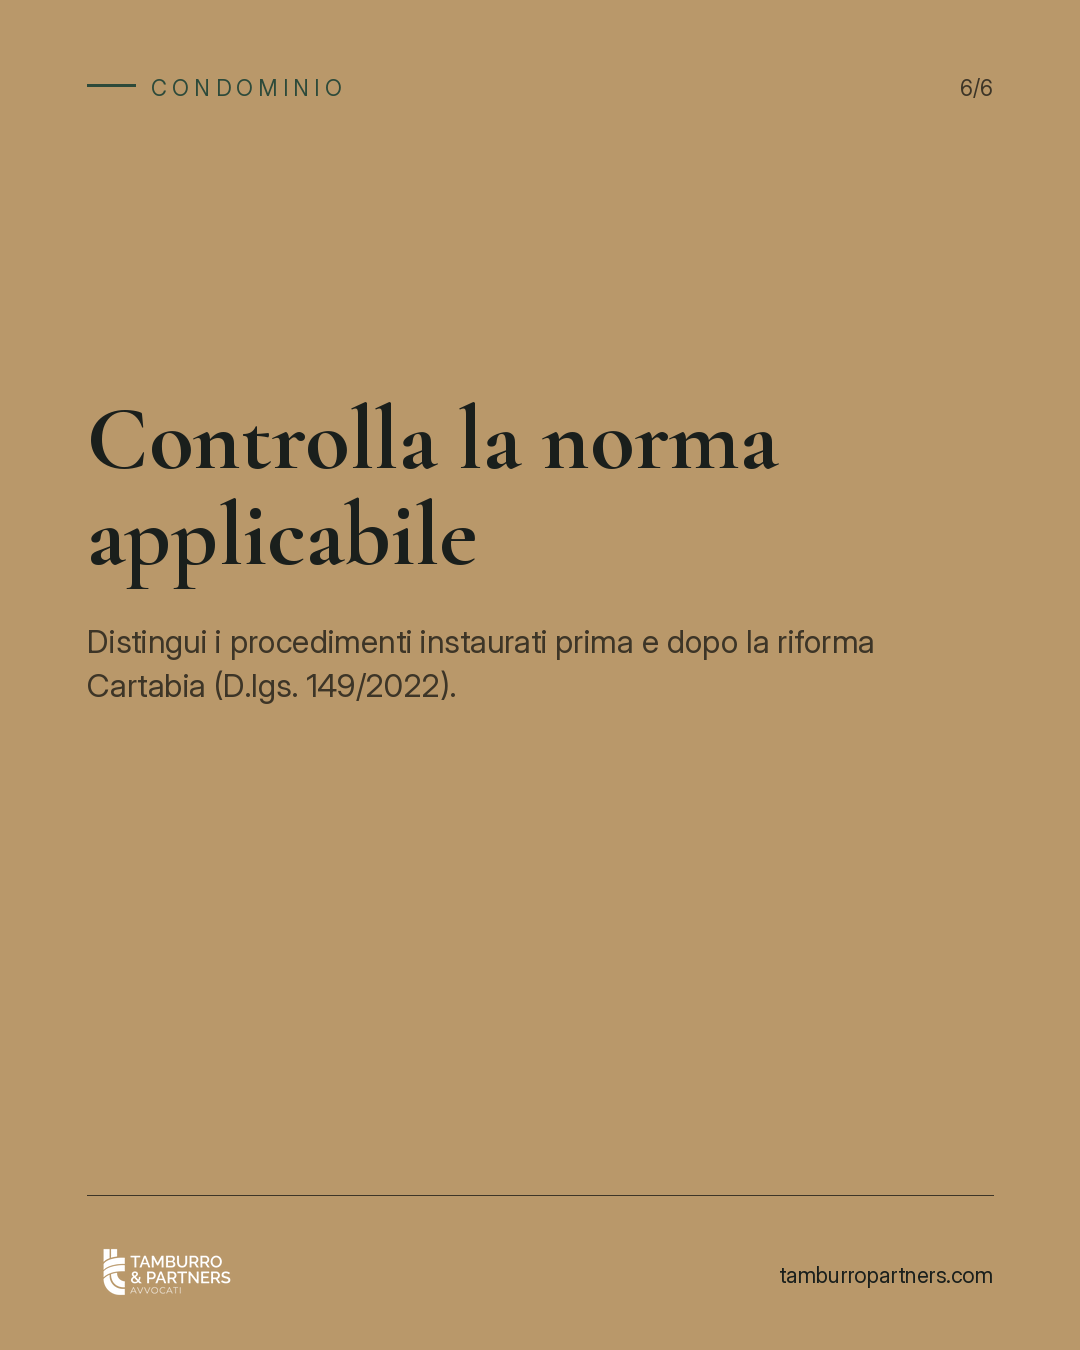 CONDOMINIO
6/6
Controlla la norma
applicabile
Distingui i procedimenti instaurati prima e dopo la riforma
Cartabia (D.lgs. 149/2022).
TAMBURRO
& PARTNERS
AVVOCATI
tamburropartners.com